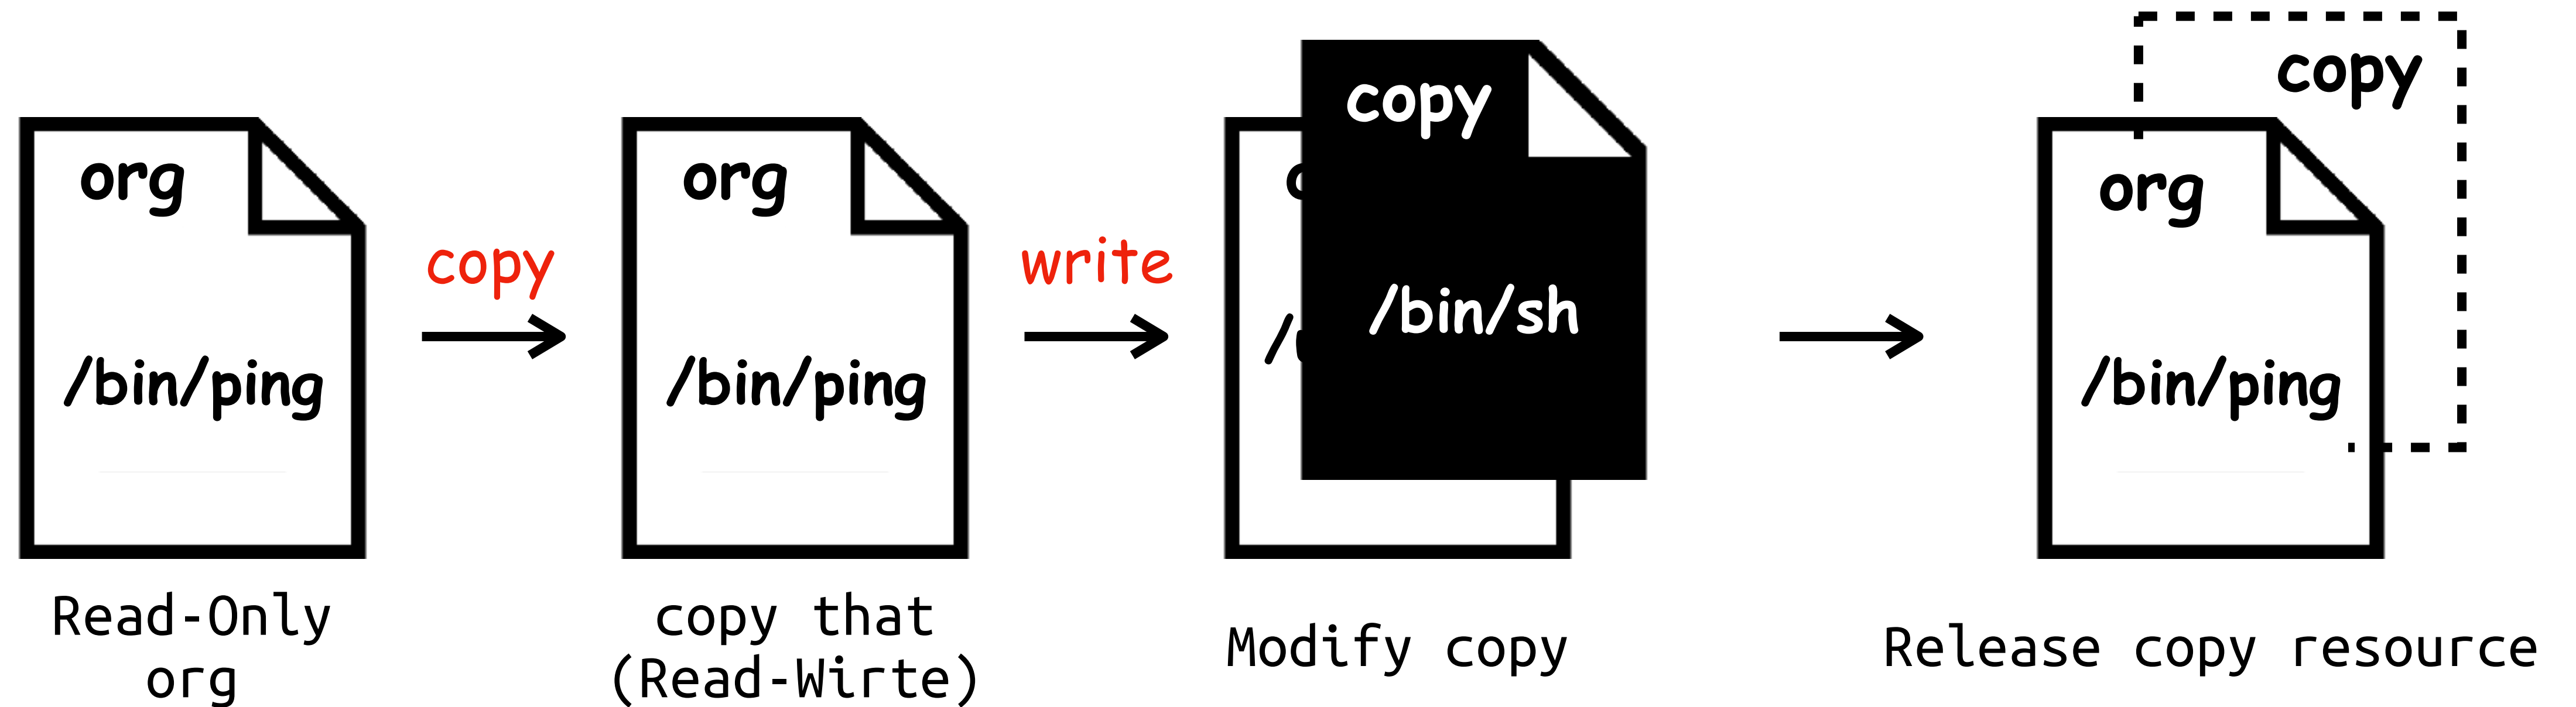 org
/bin/ping
Read-Only
org
copy
org
/bin/ping
copy that
(Read-Wirte)
write
copy
/bin/sh
Modify copy
copy
org
/bin/ping
Release copy resource